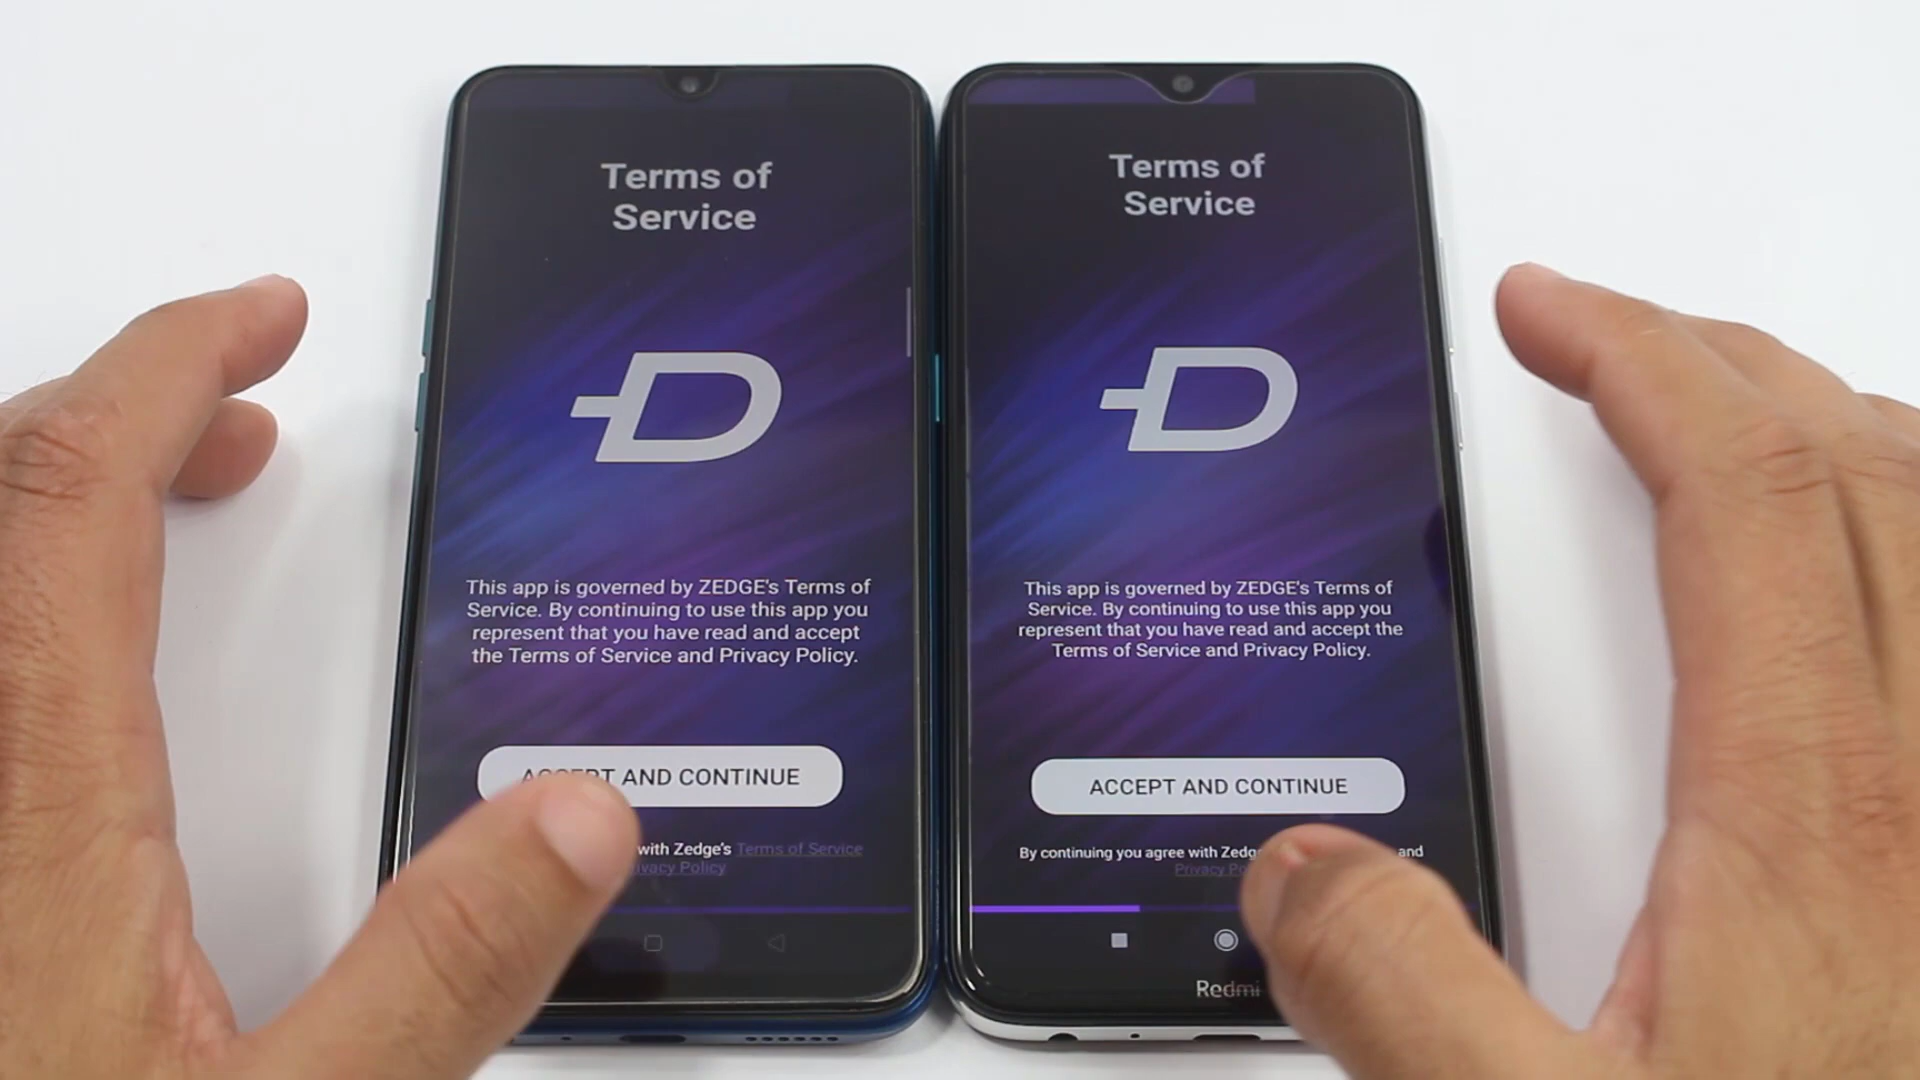 Terms of
Service
This app is governed by ZEDGE's Terms of
Service. By continuing to use this app you
represent that you have read and accept
the Terms of Service and Privacy Policy.
AND CONTINUE
with Zedge's Terms of Service
Policy
Terms of
Service
This app is governed by ZEDGE's Terms of
Service. By continuing to use this app you
represent that you have read and accept the
Terms of Service and Privacy Policy.
ACCEPT AND CONTINUE
By continuing you agree with and
Privacy
Redmi